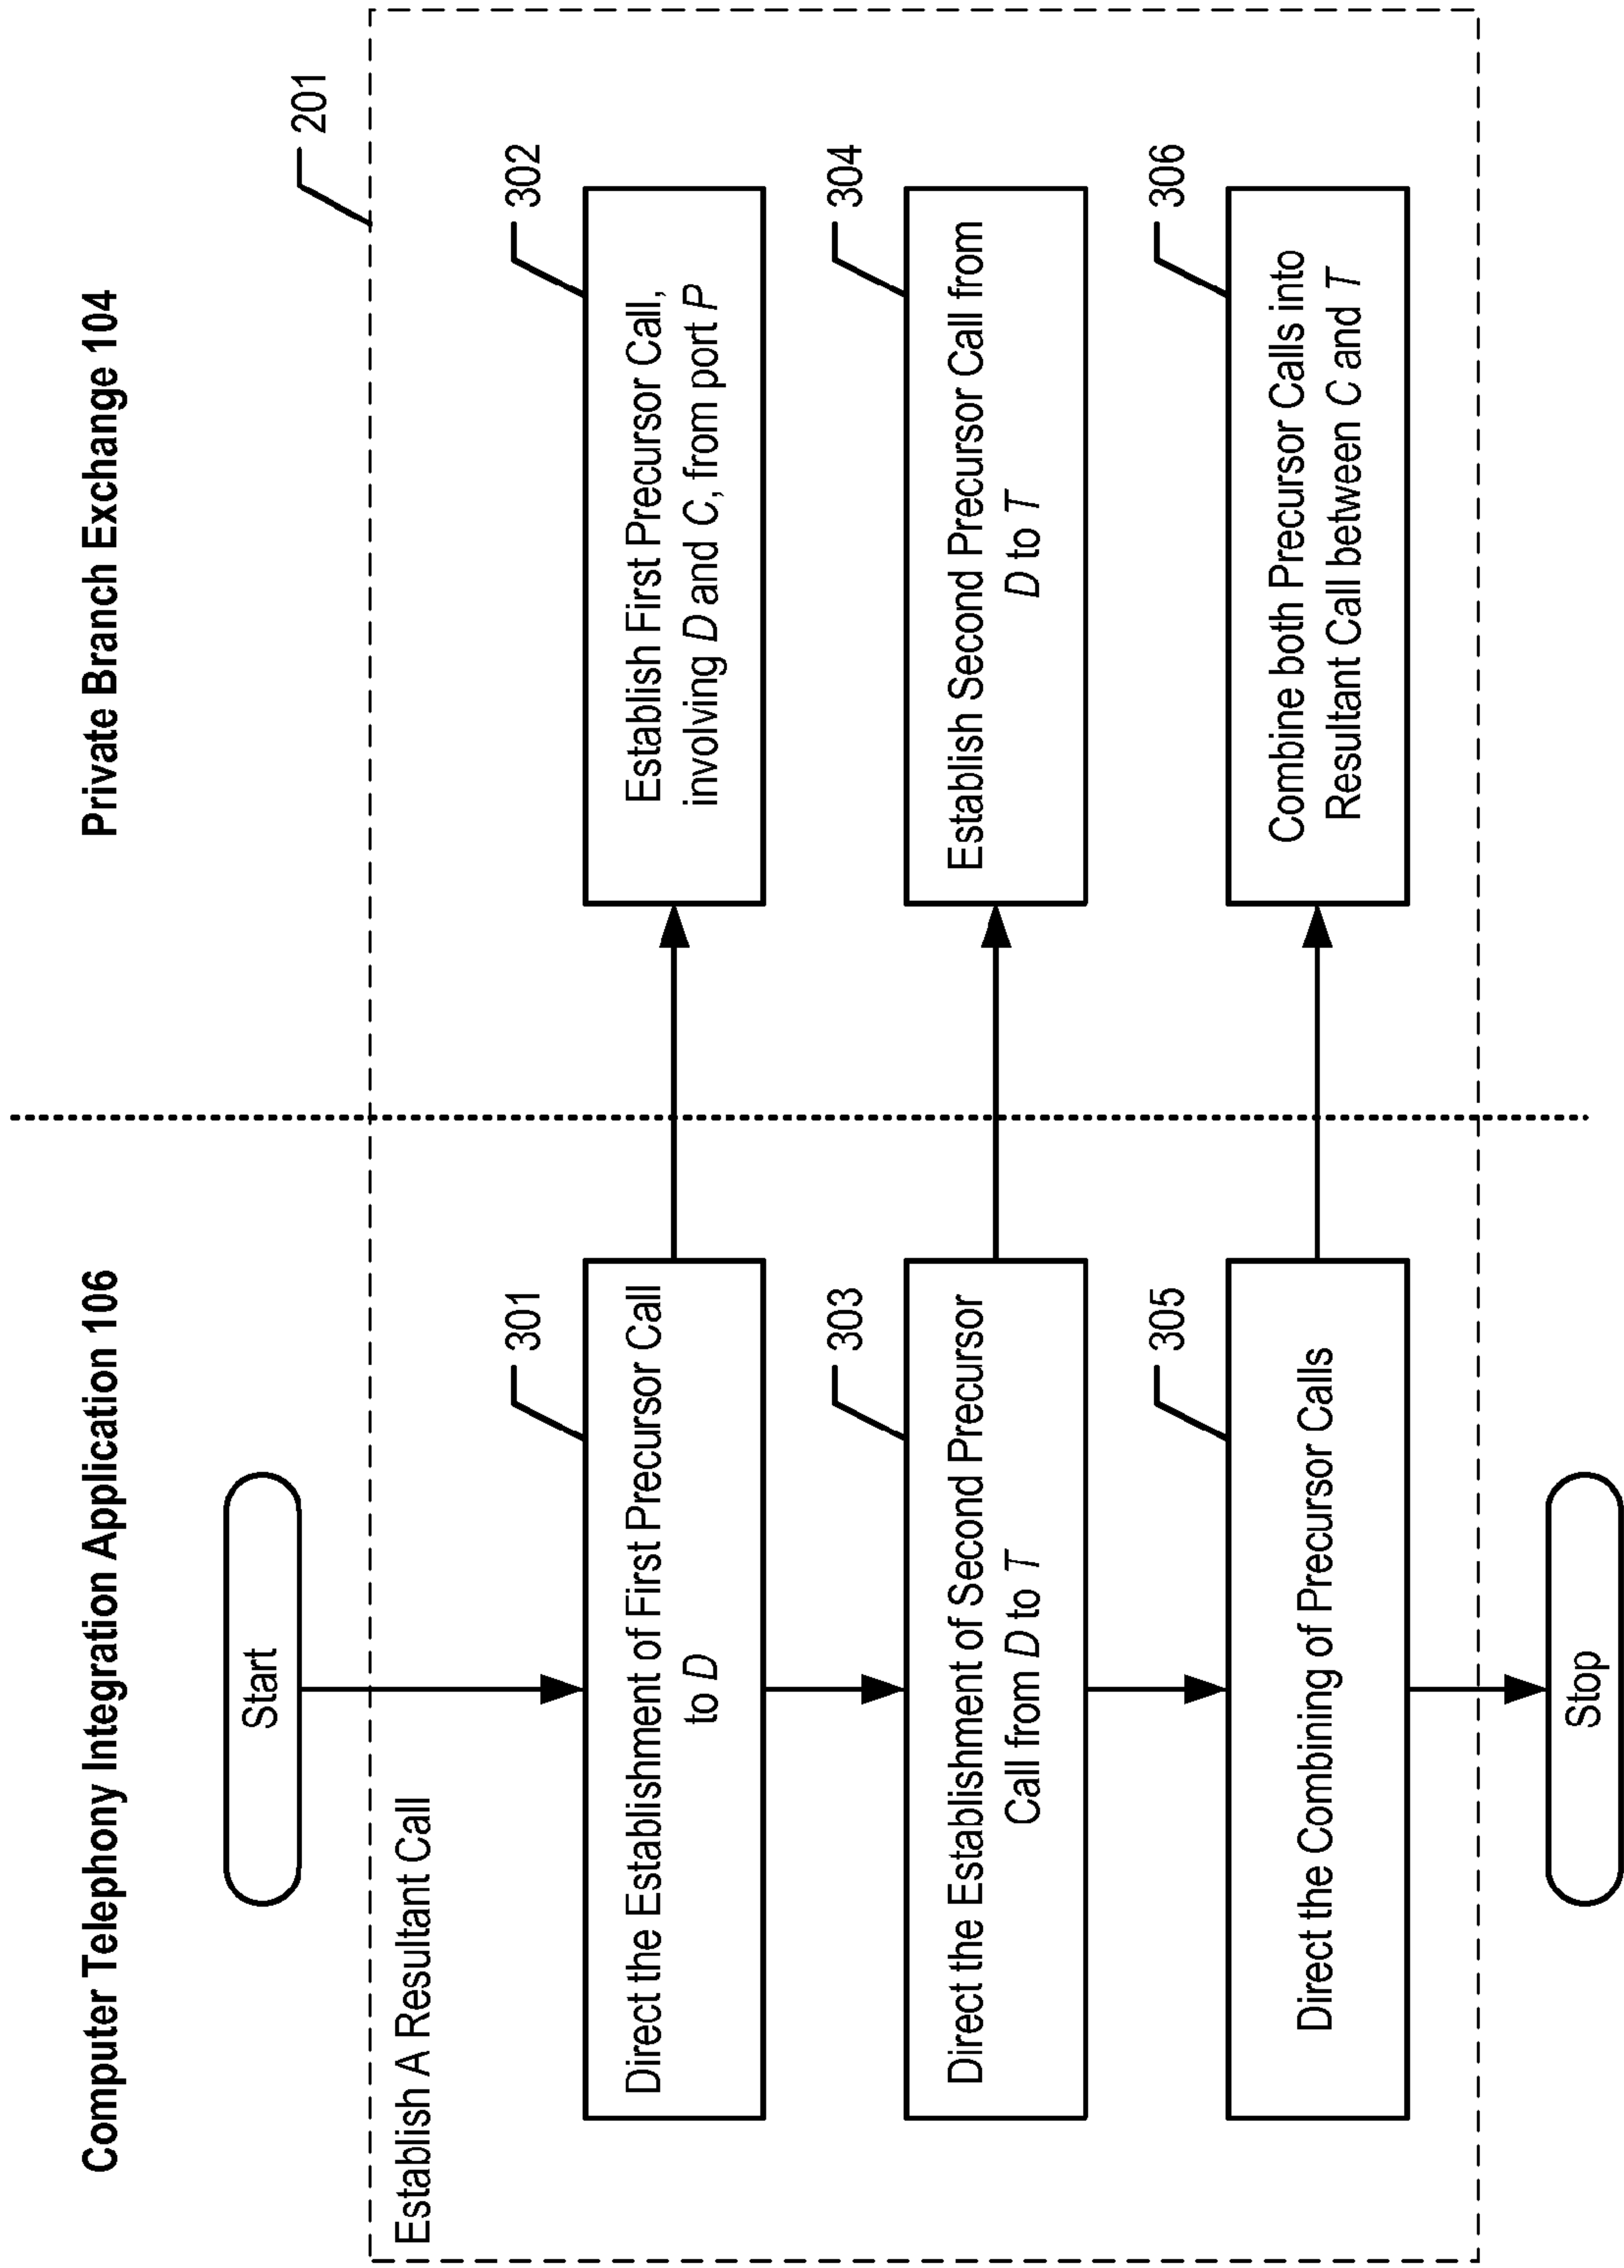 Computer Telephony Integration Application 106
Private Branch Exchange 104
Start
201
Establish A Resultant Call
301
Direct the Establishment of First Precursor Call
to D
302
Establish First Precursor Call,
involving D and C, from port P
303
Direct the Establishment of Second Precursor
Call from D to T
304
Establish Second Precursor Call from
D to T
305
Direct the Combining of Precursor Calls
306
Combine both Precursor Calls into
Resultant Call between C and T
Stop